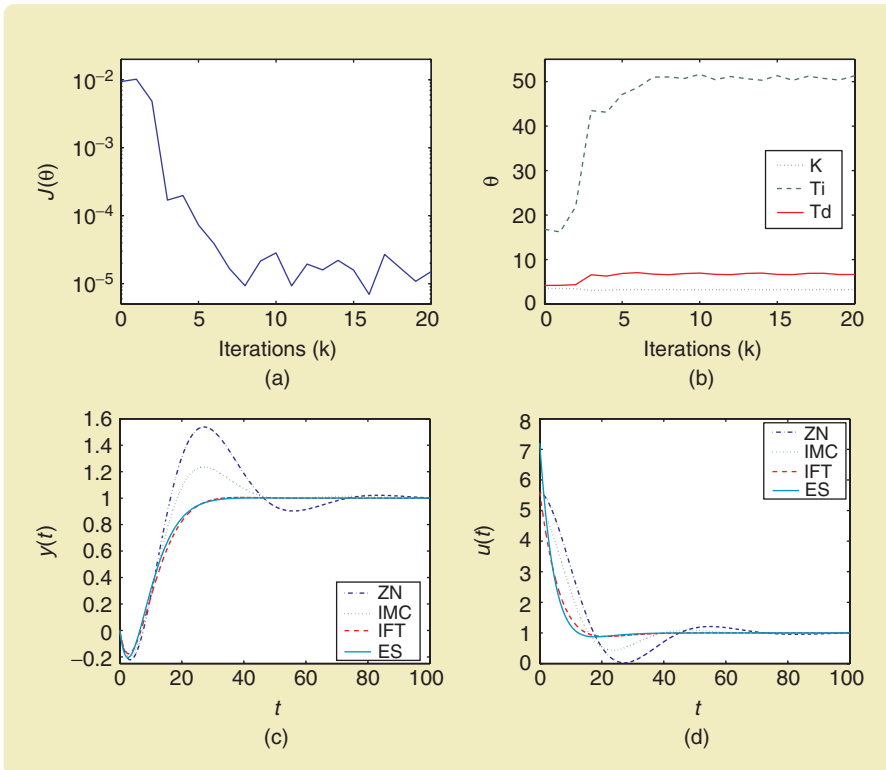 10⁻²
10⁻³
10⁻⁴
10⁻⁵
J(θ)
0 5 10 15 20
Iterations (k)
(a)
50
40
30
20
10
0
θ
K
Ti
Td
0 5 10 15 20
Iterations (k)
(b)
1.6
1.4
1.2
1
0.8
0.6
0.4
0.2
0
−0.2
y(t)
ZN
IMC
IFT
ES
0 20 40 60 80 100
t
(c)
8
7
6
5
4
3
2
1
0
u(t)
ZN
IMC
IFT
ES
0 20 40 60 80 100
t
(d)